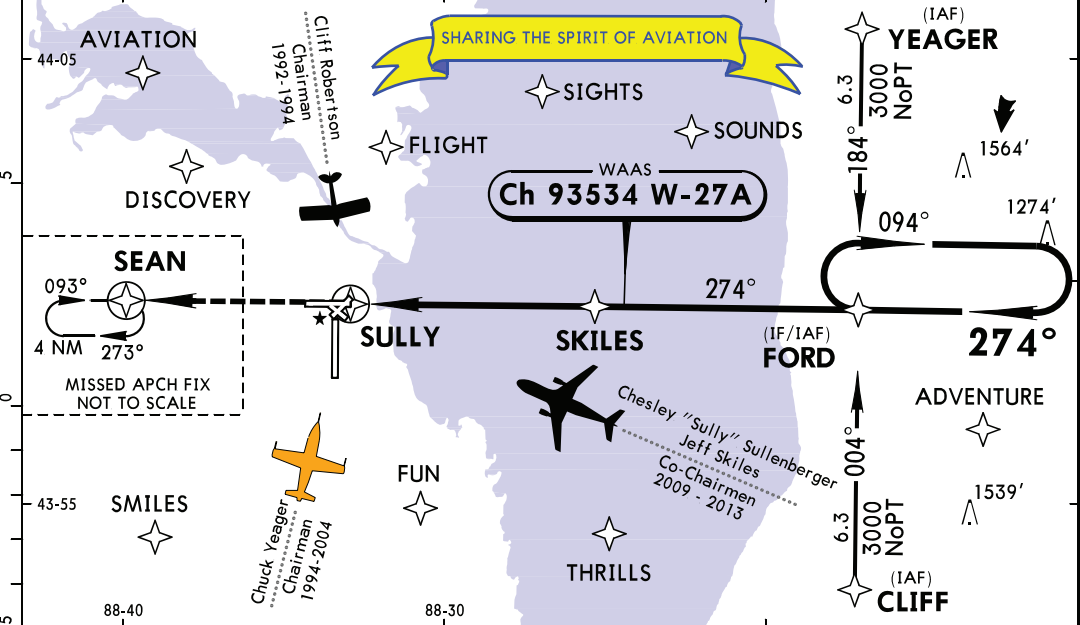 AVIATION
44-05
Cliff Robertson
Chairman
1992-1994
SHARING THE SPIRIT OF AVIATION
(IAF)
YEAGER
6.3
3000
NoPT
SIGHTS
SOUNDS
FLIGHT
1564'
DISCOVERY
5
WAAS
Ch 93534 W-27A
184°
1274'
094°
SEAN
093°
4 NM
273°
MISSED APCH FIX
NOT TO SCALE
SULLY
SKILES
274°
(IF/IAF)
FORD
274°
0
Chesley "Sully" Sullenberger
Jeff Skiles
Co-Chairmen
2009 - 2013
ADVENTURE
004°
1539'
FUN
43-55
SMILES
Chuck Yeager
Chairman
1994-2004
6.3
3000
NoPT
THRILLS
(IAF)
CLIFF
88-40
88-30
5